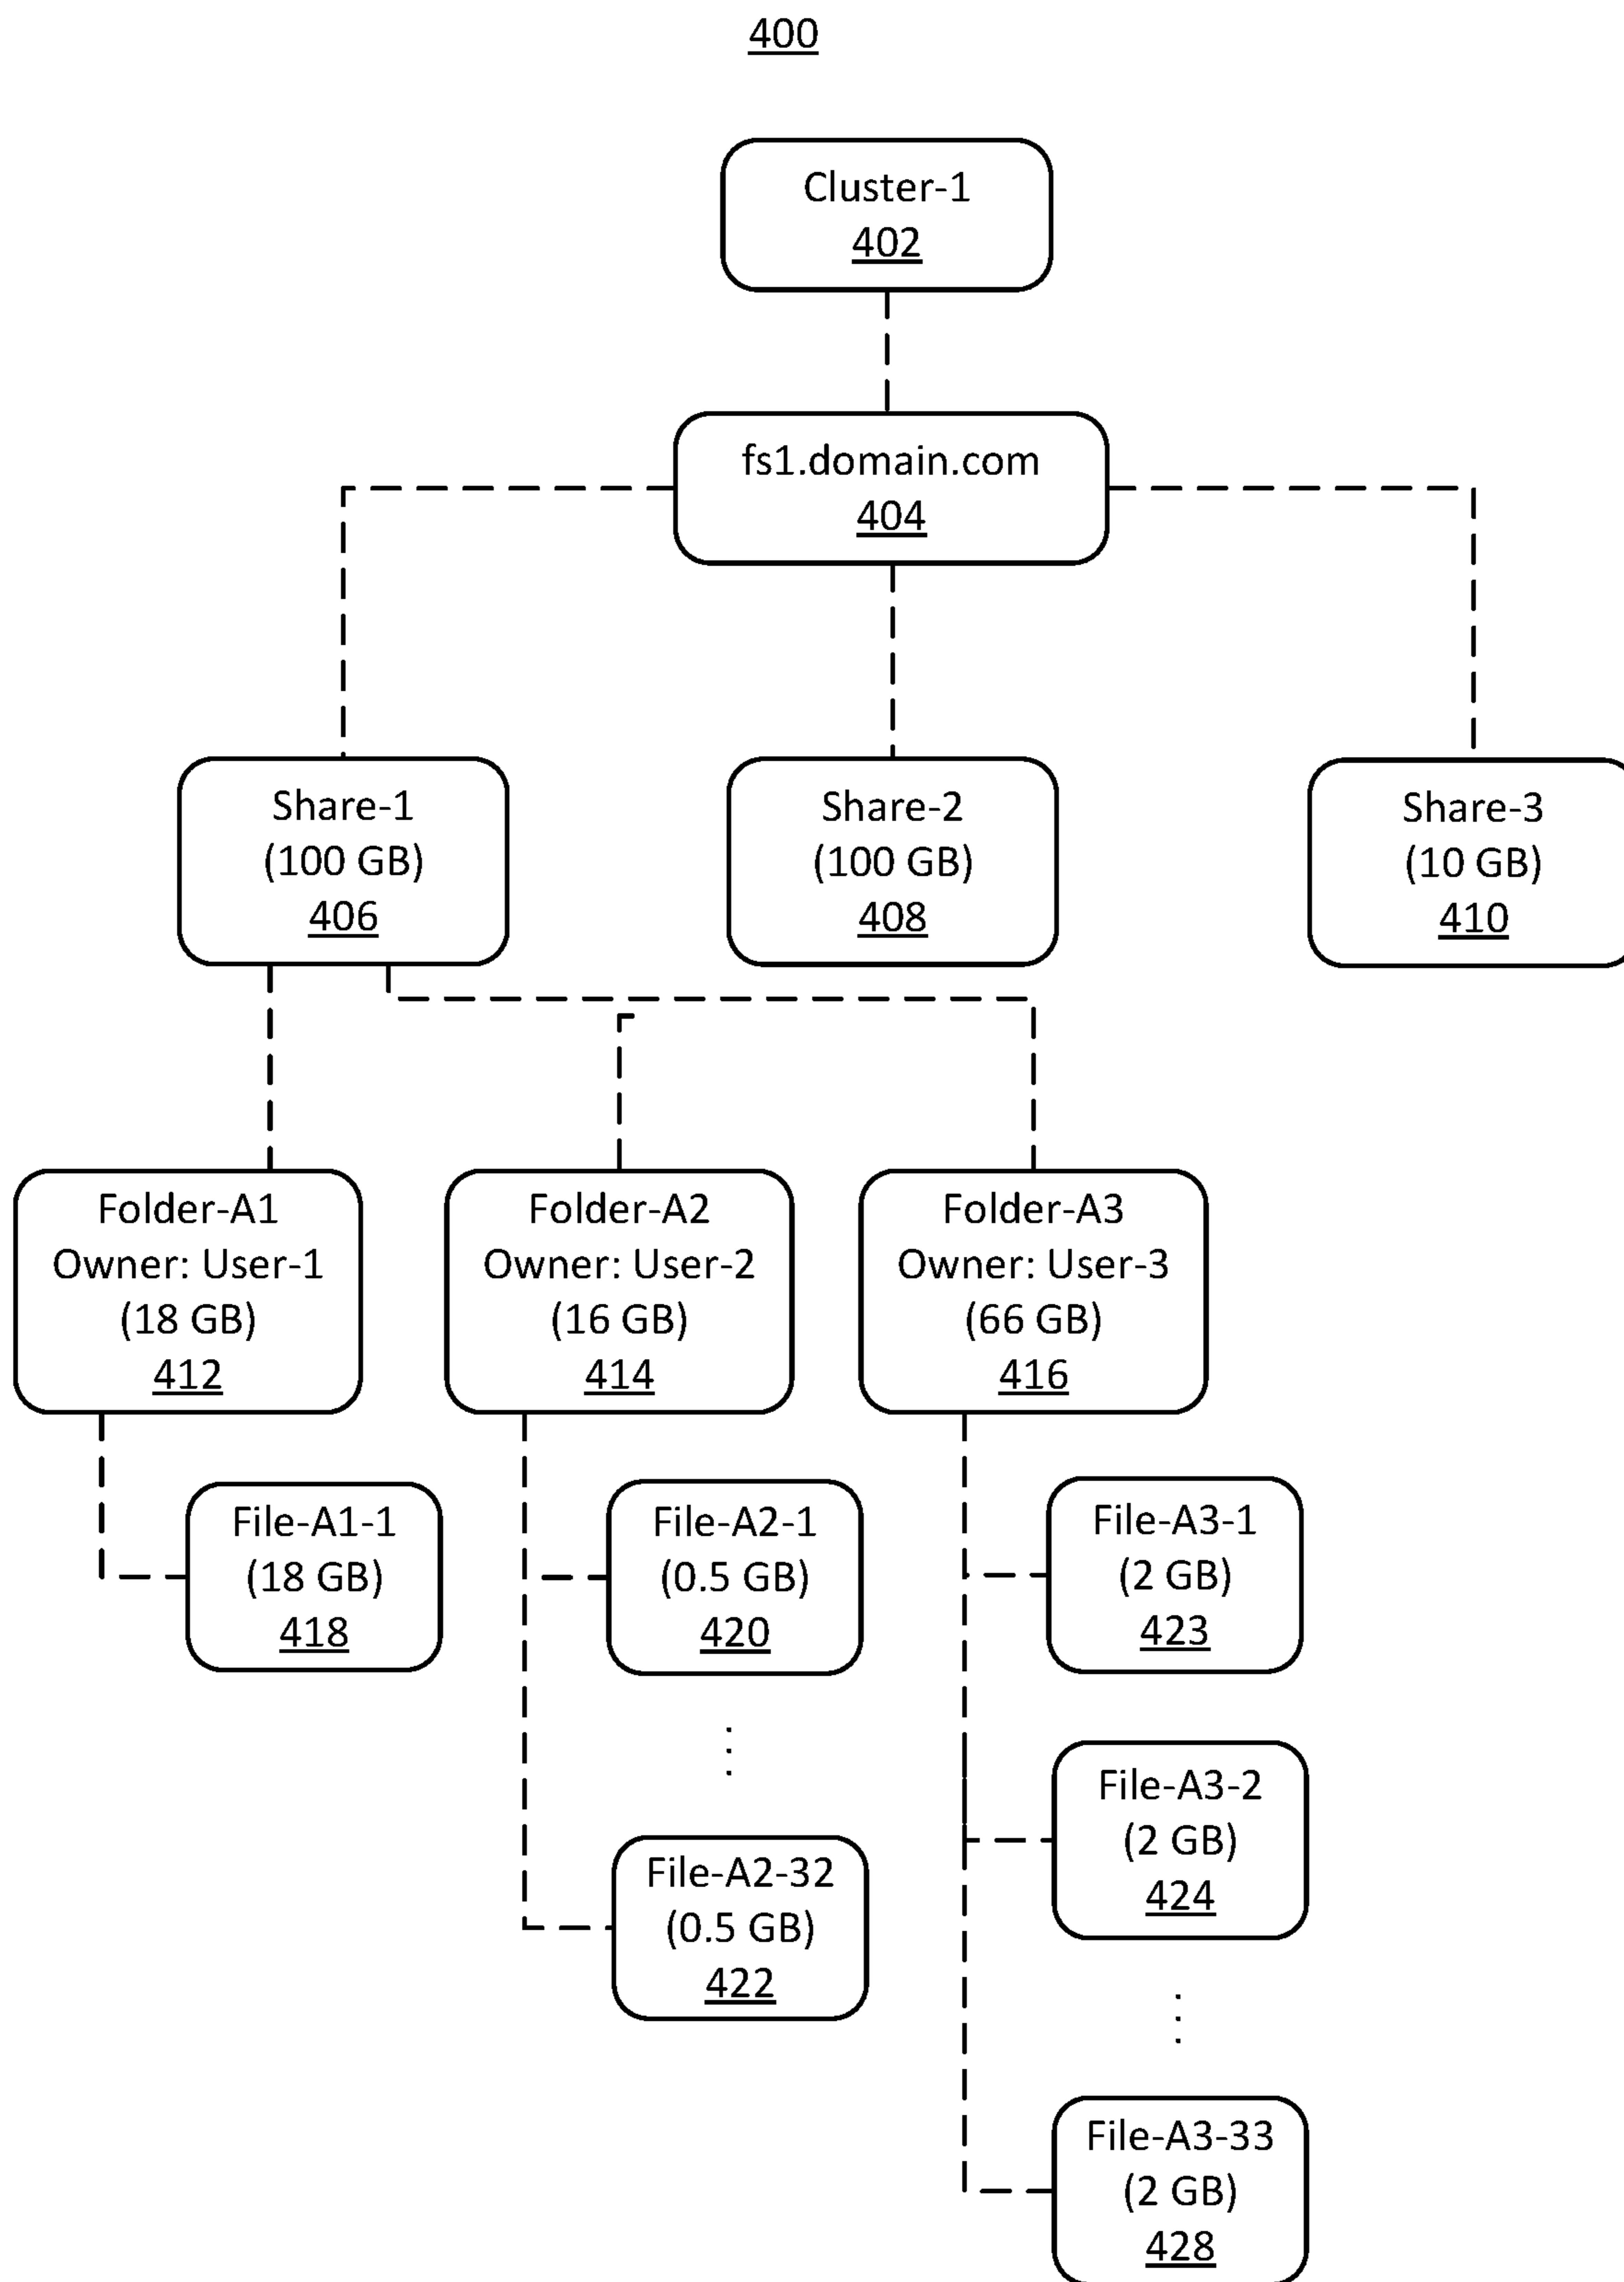 400
Cluster-1
402
fs1.domain.com
404
Share-1
(100 GB)
406
Share-2
(100 GB)
408
Share-3
(10 GB)
410
Folder-A1
Owner: User-1
(18 GB)
412
Folder-A2
Owner: User-2
(16 GB)
414
Folder-A3
Owner: User-3
(66 GB)
416
File-A1-1
(18 GB)
418
File-A2-1
(0.5 GB)
420
File-A3-1
(2 GB)
423
File-A3-2
(2 GB)
424
File-A2-32
(0.5 GB)
422
File-A3-33
(2 GB)
428